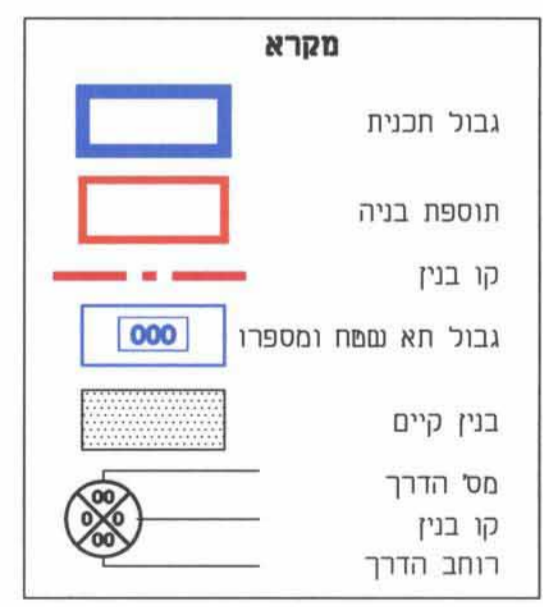 מקרא
גבול תכנית
תוספת בניה
קו בנין
גבול תא שטח ומספרו 000
בנין קיים
מס' הדרך
00
קו בנין
0 0
רוחב הדרך
00